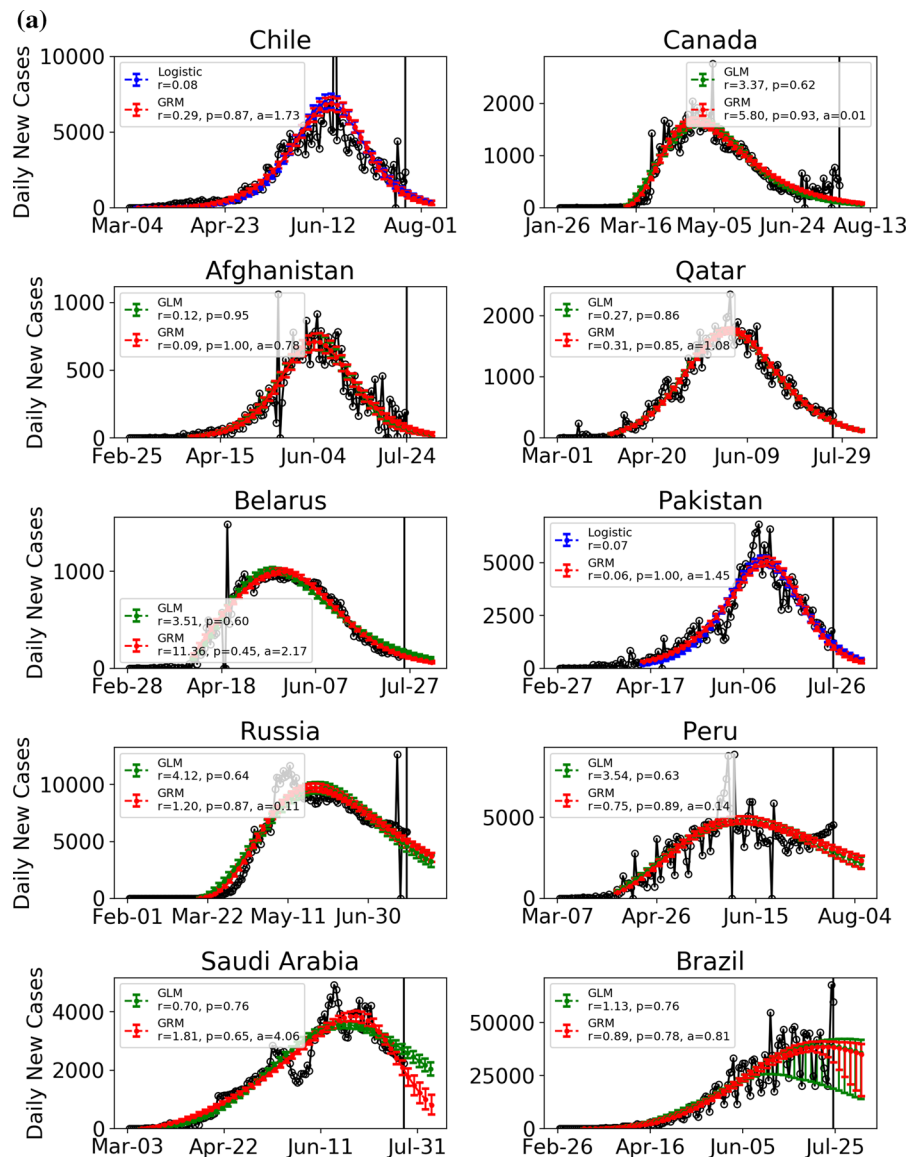 (a)
Chile
Daily New Cases
10000
5000
0
Logistic
r=0.08
GRM
r=0.29, p=0.87, a=1.73
Mar-04 Apr-23 Jun-12 Aug-01
Canada
2000
1000
0
GLM
r=3.37, p=0.62
GRM
r=5.80, p=0.93, a=0.01
Jan-26 Mar-16 May-05 Jun-24 Aug-13
Afghanistan
Daily New Cases
1000
500
0
GLM
r=0.12, p=0.95
GRM
r=0.09, p=1.00, a=0.78
Feb-25 Apr-15 Jun-04 Jul-24
Qatar
2000
1000
0
GLM
r=0.27, p=0.86
GRM
r=0.31, p=0.85, a=1.08
Mar-01 Apr-20 Jun-09 Jul-29
Belarus
Daily New Cases
1000
0
GLM
r=3.51, p=0.60
GRM
r=11.36, p=0.45, a=2.17
Feb-28 Apr-18 Jun-07 Jul-27
Pakistan
5000
2500
0
Logistic
r=0.07
GRM
r=0.06, p=1.00, a=1.45
Feb-27 Apr-17 Jun-06 Jul-26
Russia
Daily New Cases
10000
5000
0
GLM
r=4.12, p=0.64
GRM
r=1.20, p=0.87, a=0.11
Feb-01 Mar-22 May-11 Jun-30
Peru
5000
0
GLM
r=3.54, p=0.63
GRM
r=0.75, p=0.89, a=0.14
Mar-07 Apr-26 Jun-15 Aug-04
Saudi Arabia
Daily New Cases
4000
2000
0
GLM
r=0.70, p=0.76
GRM
r=1.81, p=0.65, a=4.06
Mar-03 Apr-22 Jun-11 Jul-31
Brazil
50000
25000
0
GLM
r=1.13, p=0.76
GRM
r=0.89, p=0.78, a=0.81
Feb-26 Apr-16 Jun-05 Jul-25